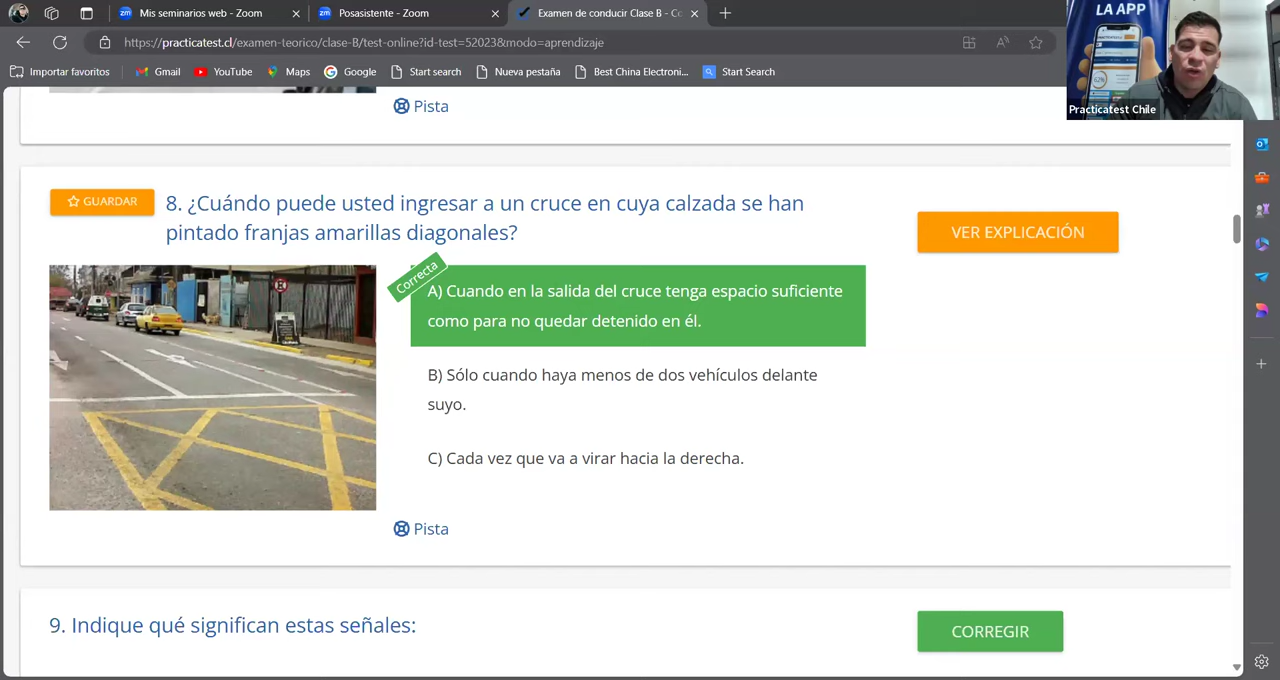 Mis seminarios web - Zoom
Posasistente - Zoom
Examen de conducir Clase B - Co
https://practicatest.cl/examen-teorico/clase-B/test-online?id-test=52023&modo=aprendizaje
Importar favoritos
Gmail
YouTube
Maps
Google
Start search
Nueva pestaña
Best China Electroni...
Start Search
LA APP
62%
Practicatest Chile
Pista
GUARDAR
8. ¿Cuándo puede usted ingresar a un cruce en cuya calzada se han
pintado franjas amarillas diagonales?
VER EXPLICACIÓN
Correcta
A) Cuando en la salida del cruce tenga espacio suficiente
como para no quedar detenido en él.
B) Sólo cuando haya menos de dos vehículos delante
suyo.
C) Cada vez que va a virar hacia la derecha.
Pista
9. Indique qué significan estas señales:
CORREGIR